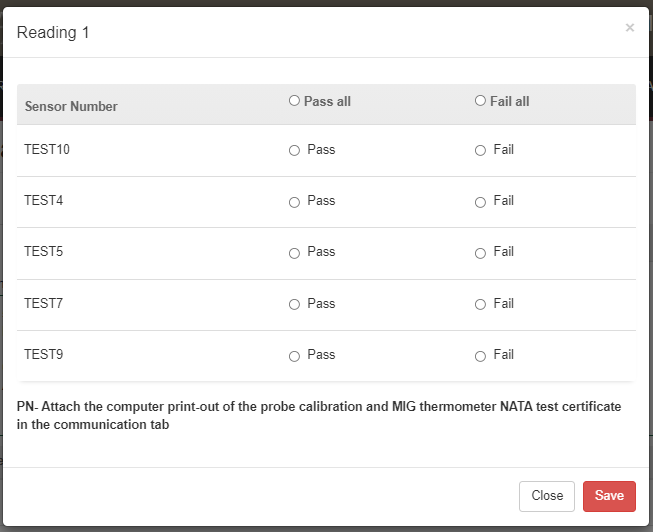 Reading 1 ×
Sensor Number Pass all Fail all
TEST10 Pass Fail
TEST4 Pass Fail
TEST5 Pass Fail
TEST7 Pass Fail
TEST9 Pass Fail
PN- Attach the computer print-out of the probe calibration and MIG thermometer NATA test certificate
in the communication tab
Close Save